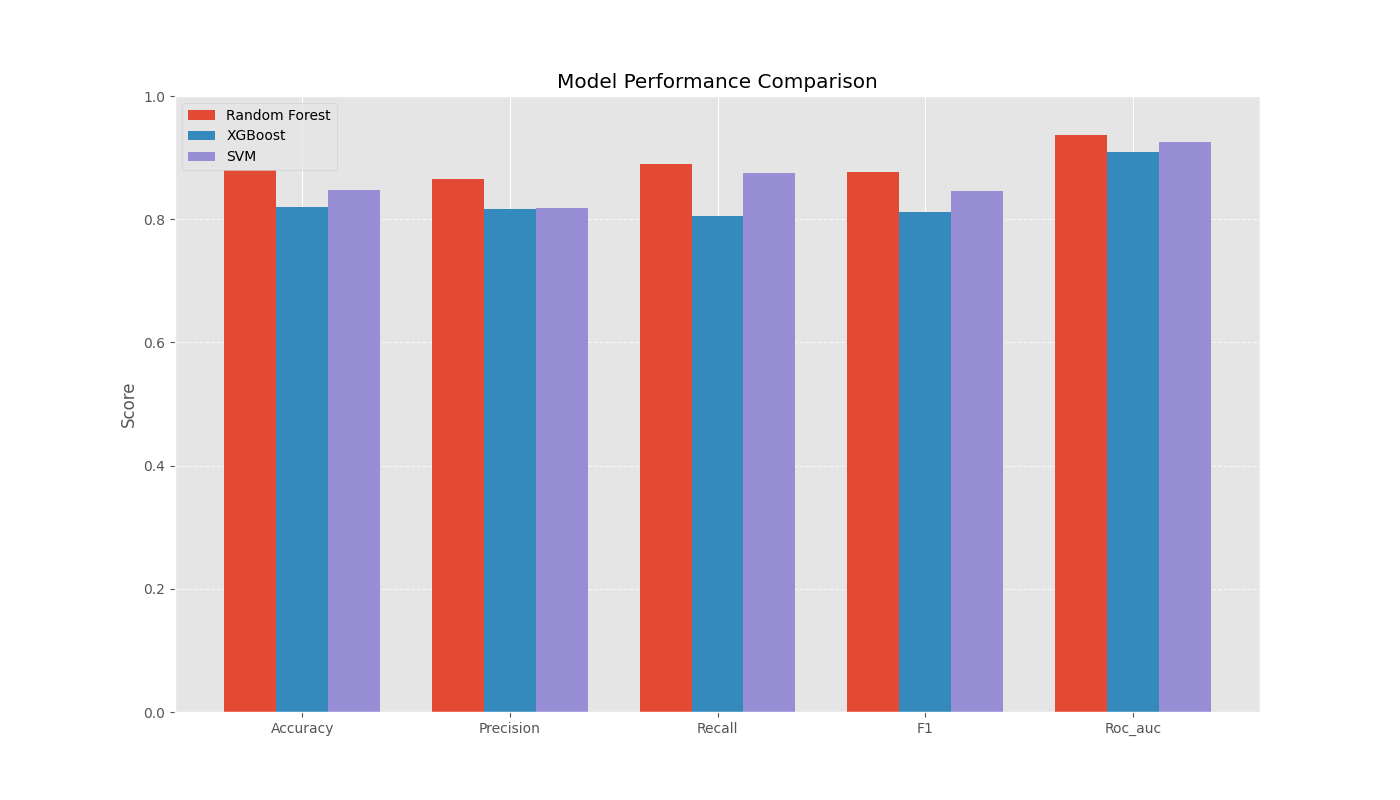 Model Performance Comparison
1.0
0.8
0.6
0.4
0.2
0.0
Score
Random Forest
XGBoost
SVM
Accuracy
Precision
Recall
F1
Roc_auc